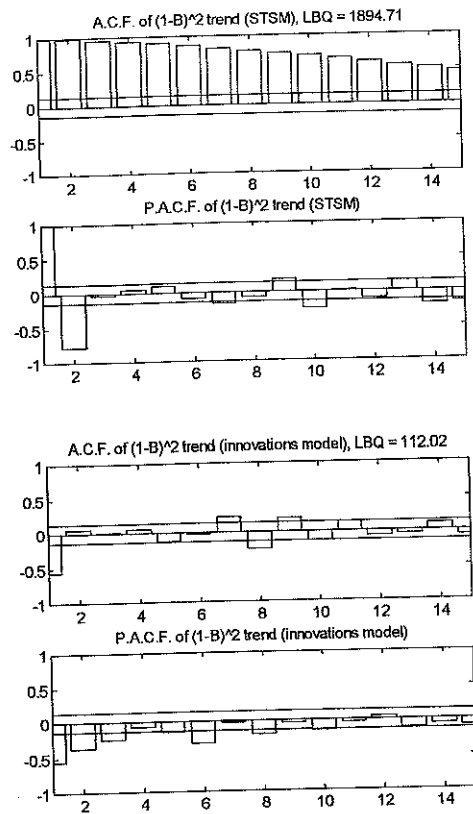 A.C.F. of (1-B)^2 trend (STSM), LBQ = 1894.71
1
0.5
0
-0.5
-1
2 4 6 8 10 12 14
P.A.C.F. of (1-B)^2 trend (STSM)
1
0.5
0
-0.5
-1
2 4 6 8 10 12 14
A.C.F. of (1-B)^2 trend (innovations model), LBQ = 112.02
1
0.5
0
-0.5
-1
2 4 6 8 10 12 14
P.A.C.F. of (1-B)^2 trend (innovations model)
1
0.5
0
-0.5
-1
2 4 6 8 10 12 14